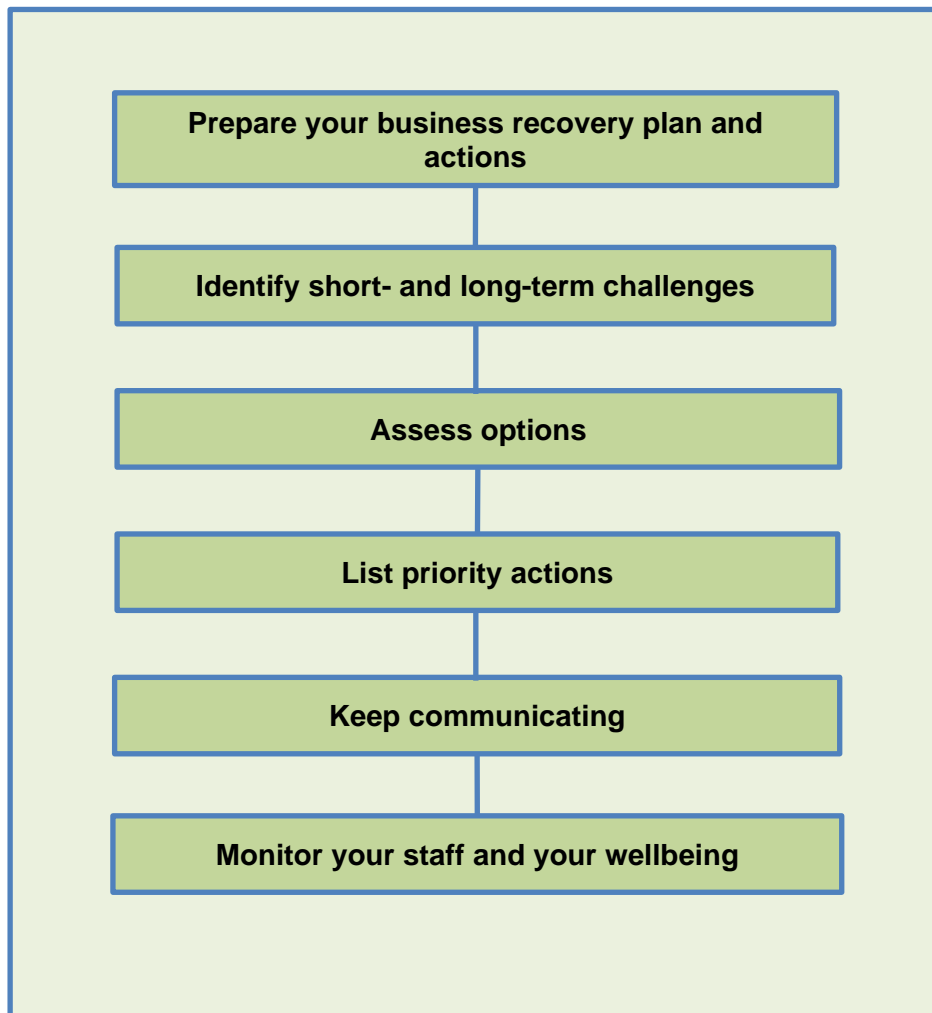 Prepare your business recovery plan and
actions
Identify short- and long-term challenges
Assess options
List priority actions
Keep communicating
Monitor your staff and your wellbeing